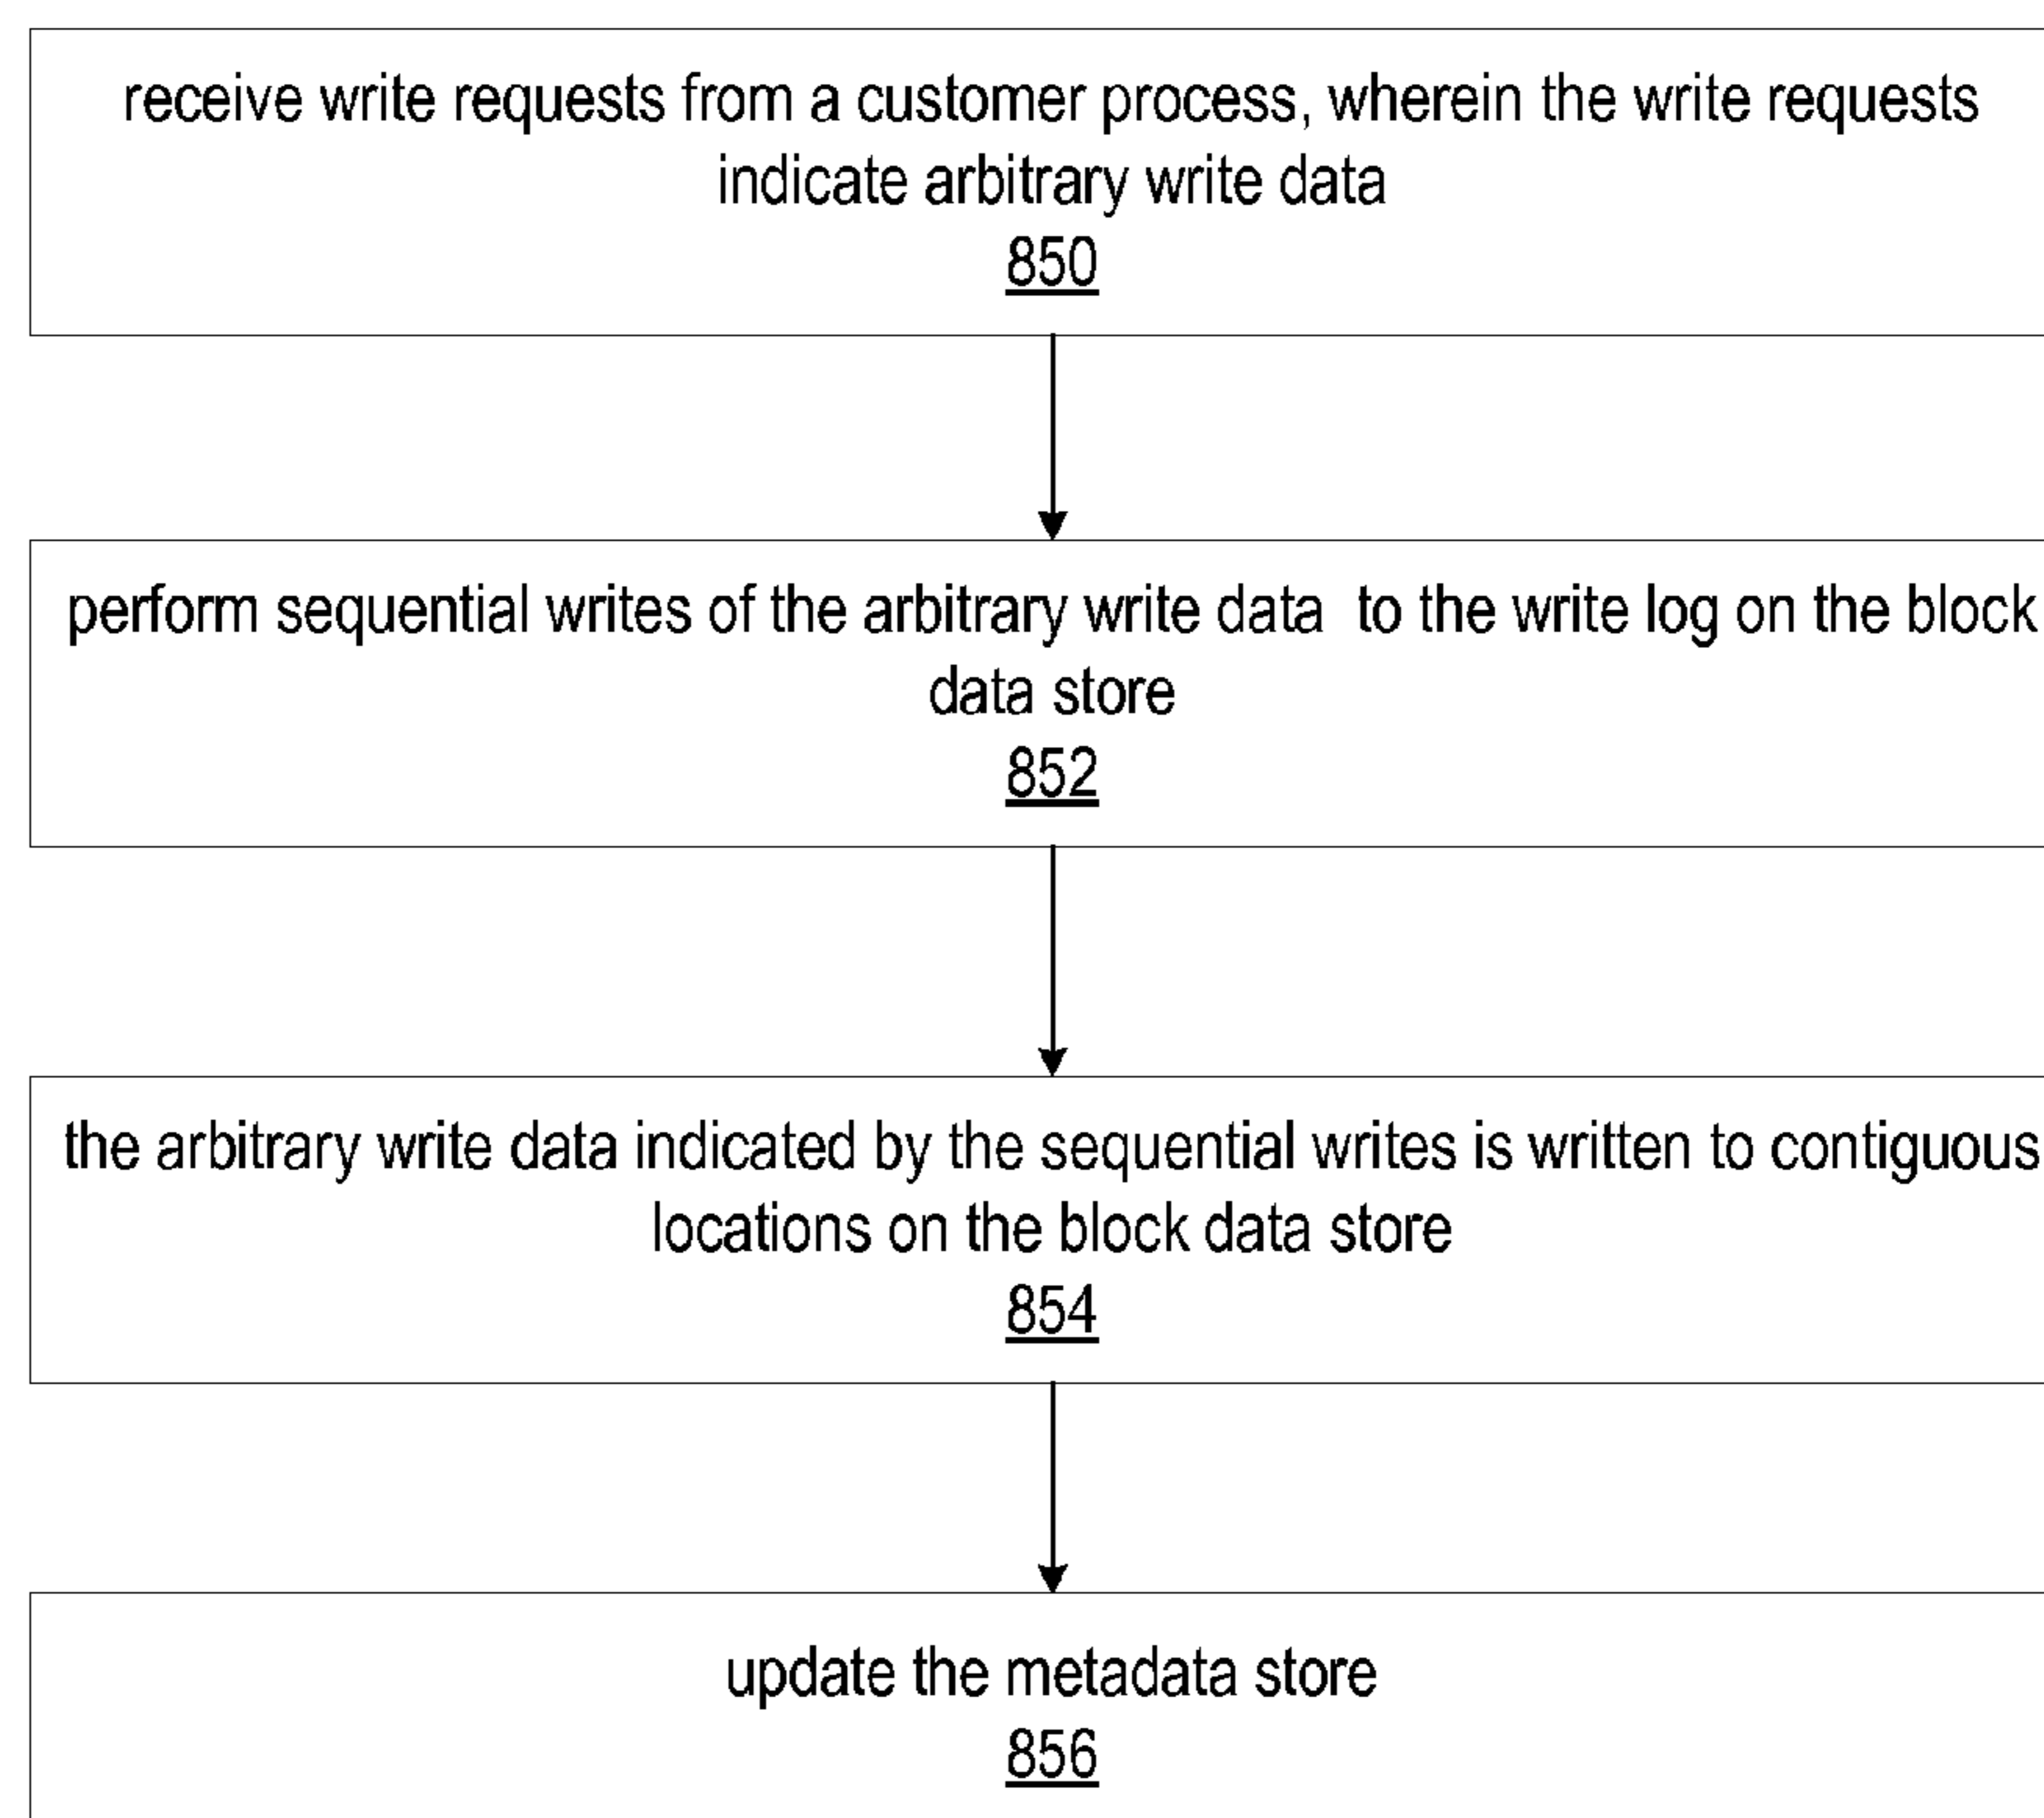 receive write requests from a customer process, wherein the write requests
indicate arbitrary write data
850
perform sequential writes of the arbitrary write data to the write log on the block
data store
852
the arbitrary write data indicated by the sequential writes is written to contiguous
locations on the block data store
854
update the metadata store
856